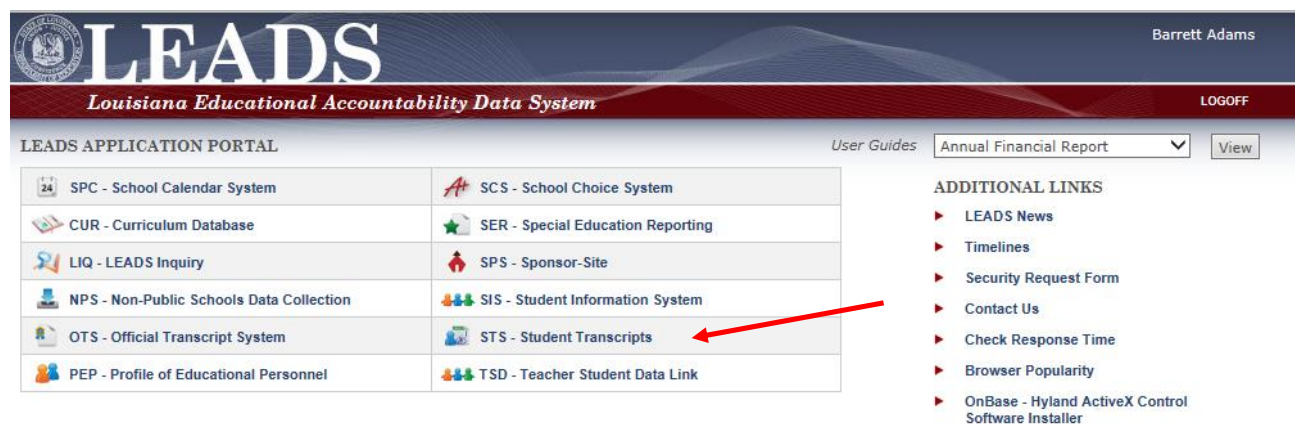 Barrett Adams
LEADS
Louisiana Educational Accountability Data System
LOGOFF
LEADS APPLICATION PORTAL
User Guides Annual Financial Report View
24 SPC - School Calendar System
CUR - Curriculum Database
LIQ - LEADS Inquiry
NPS - Non-Public Schools Data Collection
OTS - Official Transcript System
PEP - Profile of Educational Personnel
A+ SCS - School Choice System
SER - Special Education Reporting
SPS - Sponsor-Site
SIS - Student Information System
STS - Student Transcripts
TSD - Teacher Student Data Link
ADDITIONAL LINKS
LEADS News
Timelines
Security Request Form
Contact Us
Check Response Time
Browser Popularity
OnBase - Hyland ActiveX Control
Software Installer